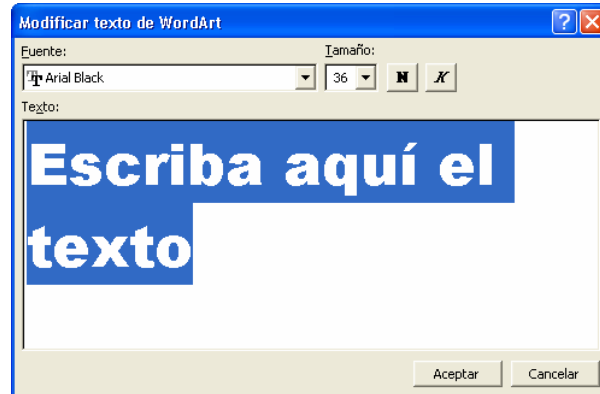 Modificar texto de WordArt
Fuente:
Tamaño:
Arial Black
36
N
K
Texto:
Escriba aquí el
texto
Aceptar
Cancelar